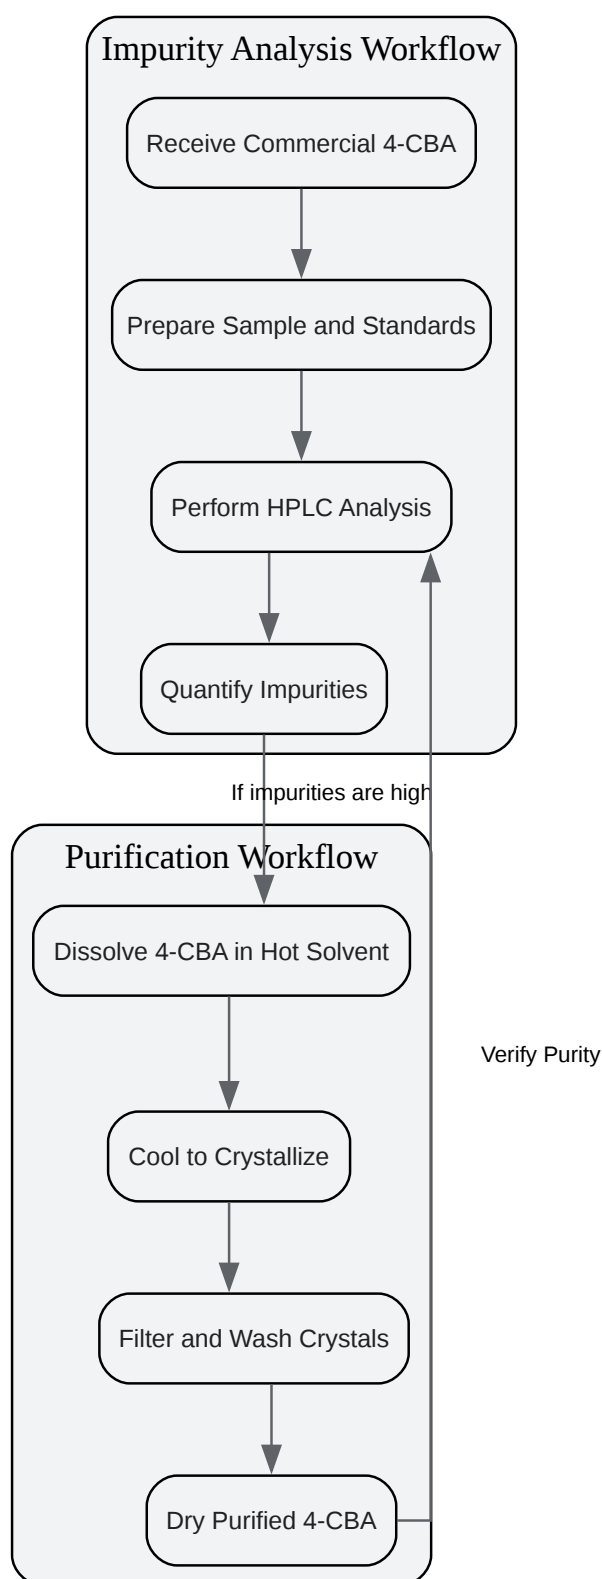 Impurity Analysis Workflow
Receive Commercial 4-CBA
Prepare Sample and Standards
Perform HPLC Analysis
Quantify Impurities
If impurities are high
Purification Workflow
Dissolve 4-CBA in Hot Solvent
Verify Purity
Cool to Crystallize
Filter and Wash Crystals
Dry Purified 4-CBA